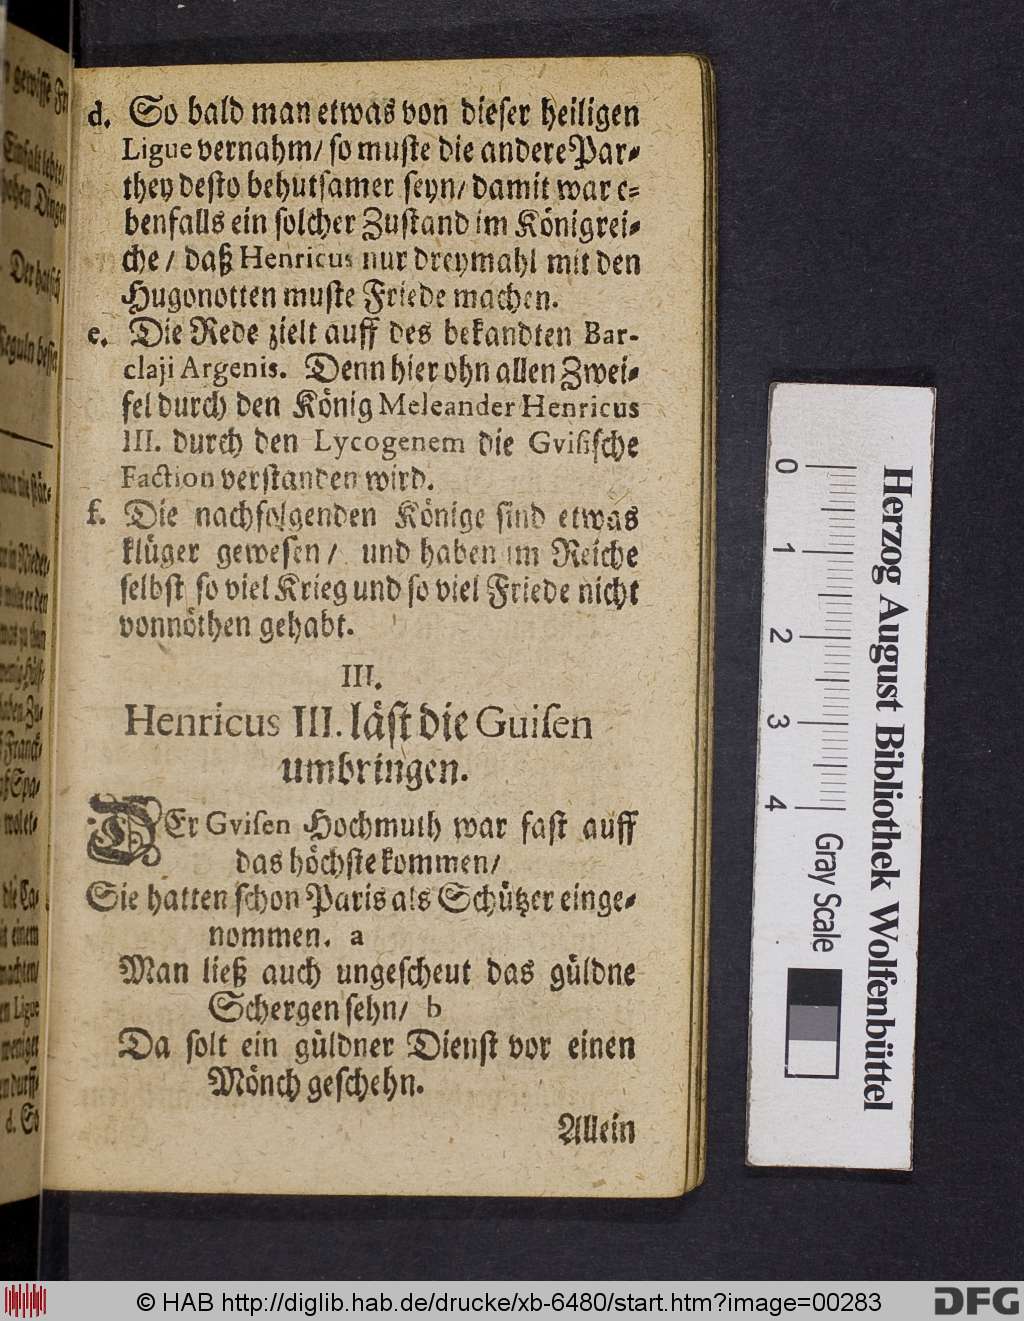 d. So bald man etwas von dieser heiligen
Ligue vernahm/ so muste die andere Par-
they desto behutsamer seyn/ damit war e-
benfalls ein solcher Zustand im Königrei-
che/ daß Henricus nur dreymahl mit den
Hugonotten muste Friede machen.
e. Die Rede zielt auff des bekandten Bar-
claji Argenis. Denn hier ohn allen Zwei-
fel durch den König Meleander Henricus
III. durch den Lycogenem die Gvisische
Faction verstanden wird.
f. Die nachfolgenden Könige sind etwas
klüger gewesen/ und haben im Reiche
selbst so viel Krieg und so viel Friede nicht
vonnöthen gehabt.
III.
Henricus III. läst die Guisen
umbringen.
DEr Gvisen Hochmuth war fast auff
das höchste kommen/
Sie hatten schon Paris als Schützer einge-
nommen. a
Man ließ auch ungescheut das güldne
Schergen sehn/ b
Da solt ein güldner Dienst vor einen
Mönch geschehn.
Allein
0 1 2 3 4
Gray Scale
Herzog August Bibliothek Wolfenbüttel
© HAB http://diglib.hab.de/drucke/xb-6480/start.htm?image=00283
DFG